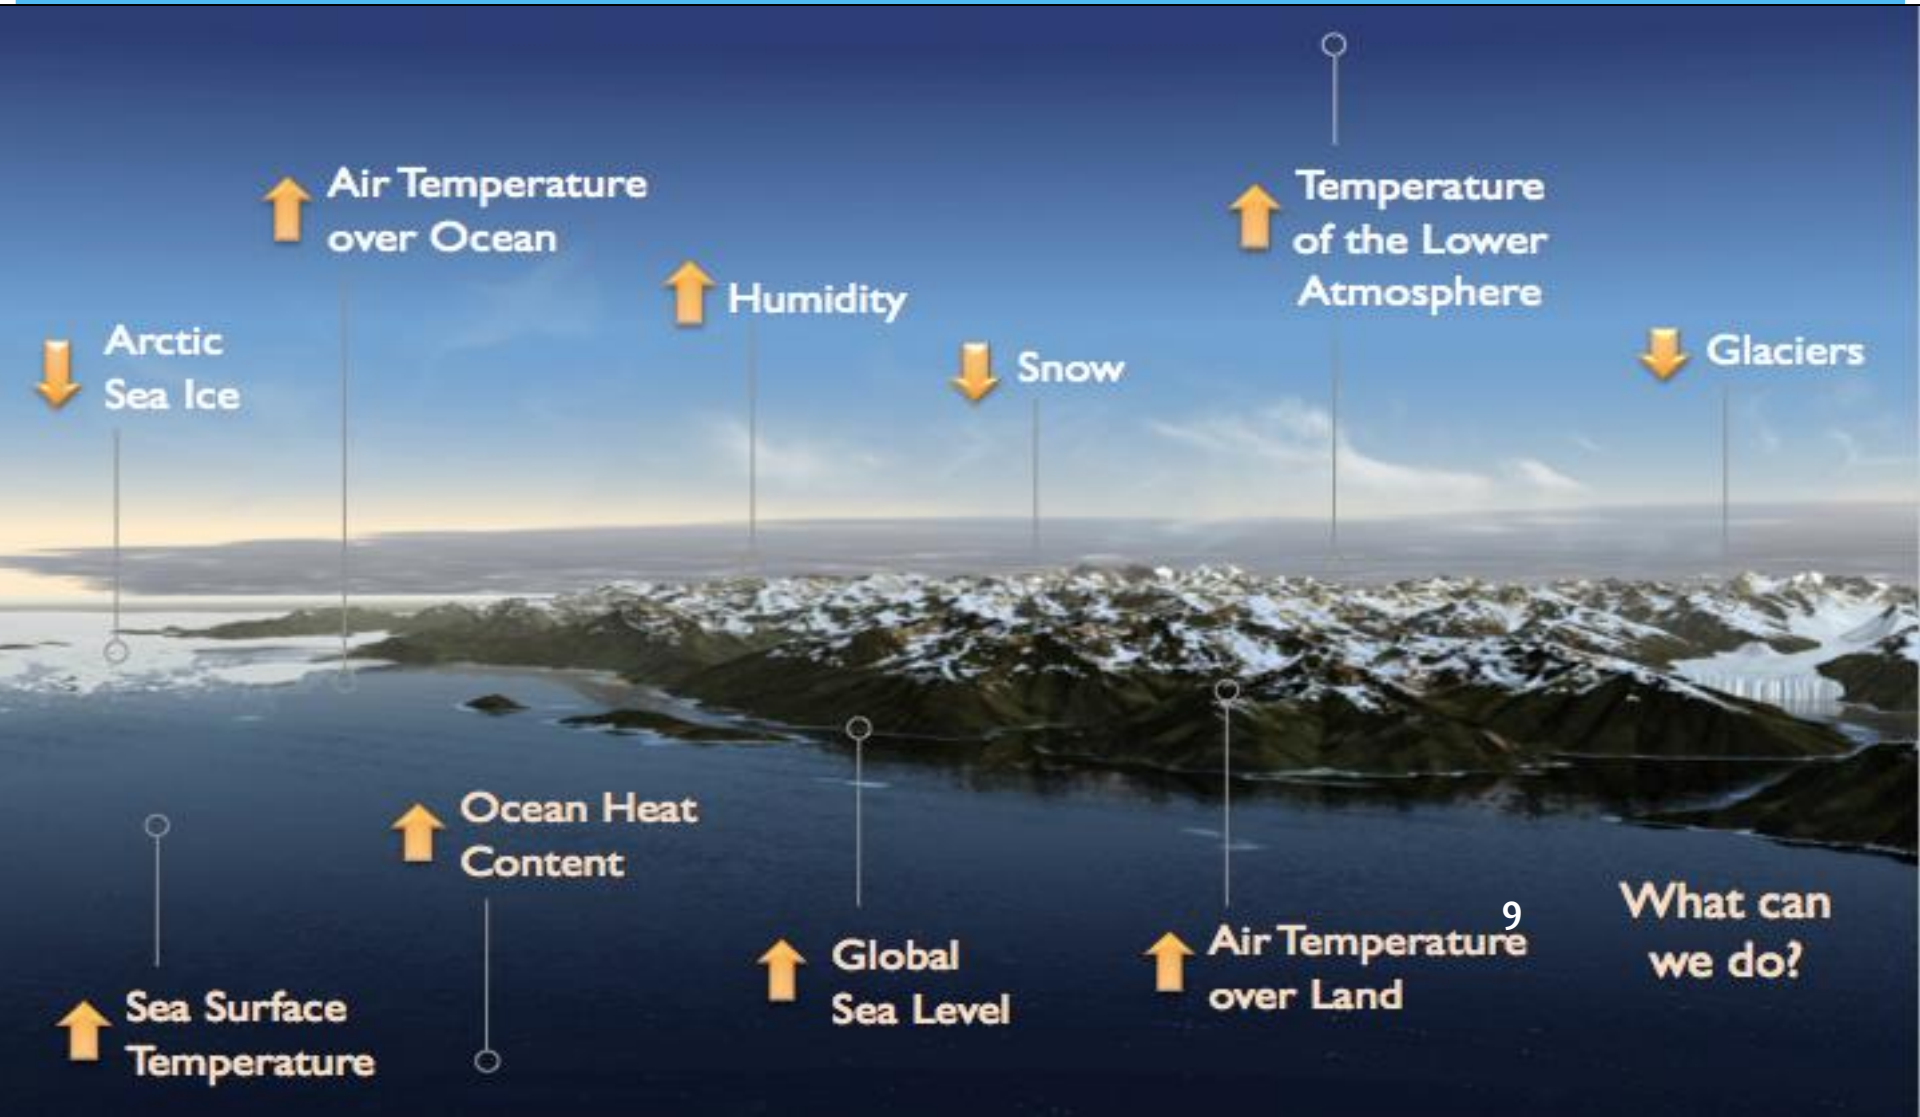 Air Temperature
over Ocean
Temperature
of the Lower
Atmosphere
Humidity
Arctic
Sea Ice
Snow
Glaciers
Ocean Heat
Content
Global
Sea Level
Air Temperature
over Land
9
What can
we do?
Sea Surface
Temperature